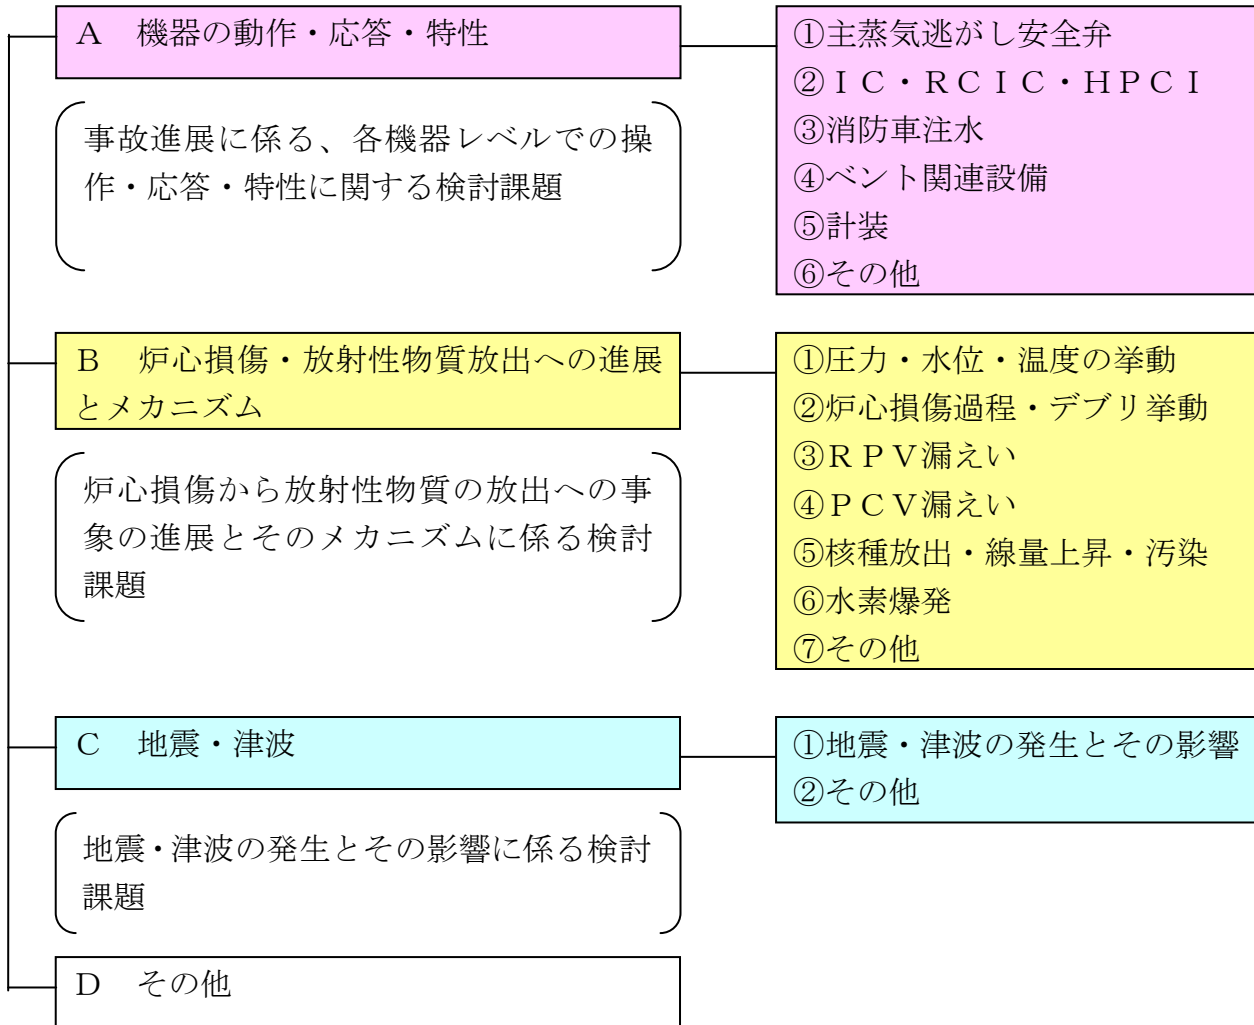 A　機器の動作・応答・特性
事故進展に係る、各機器レベルでの操
作・応答・特性に関する検討課題
①主蒸気逃がし安全弁
②ＩＣ・ＲＣＩＣ・ＨＰＣＩ
③消防車注水
④ベント関連設備
⑤計装
⑥その他
Ｂ　炉心損傷・放射性物質放出への進展
とメカニズム
炉心損傷から放射性物質の放出への事
象の進展とそのメカニズムに係る検討
課題
①圧力・水位・温度の挙動
②炉心損傷過程・デブリ挙動
③ＲＰＶ漏えい
④ＰＣＶ漏えい
⑤核種放出・線量上昇・汚染
⑥水素爆発
⑦その他
Ｃ　地震・津波
地震・津波の発生とその影響に係る検討
課題
①地震・津波の発生とその影響
②その他
Ｄ　その他